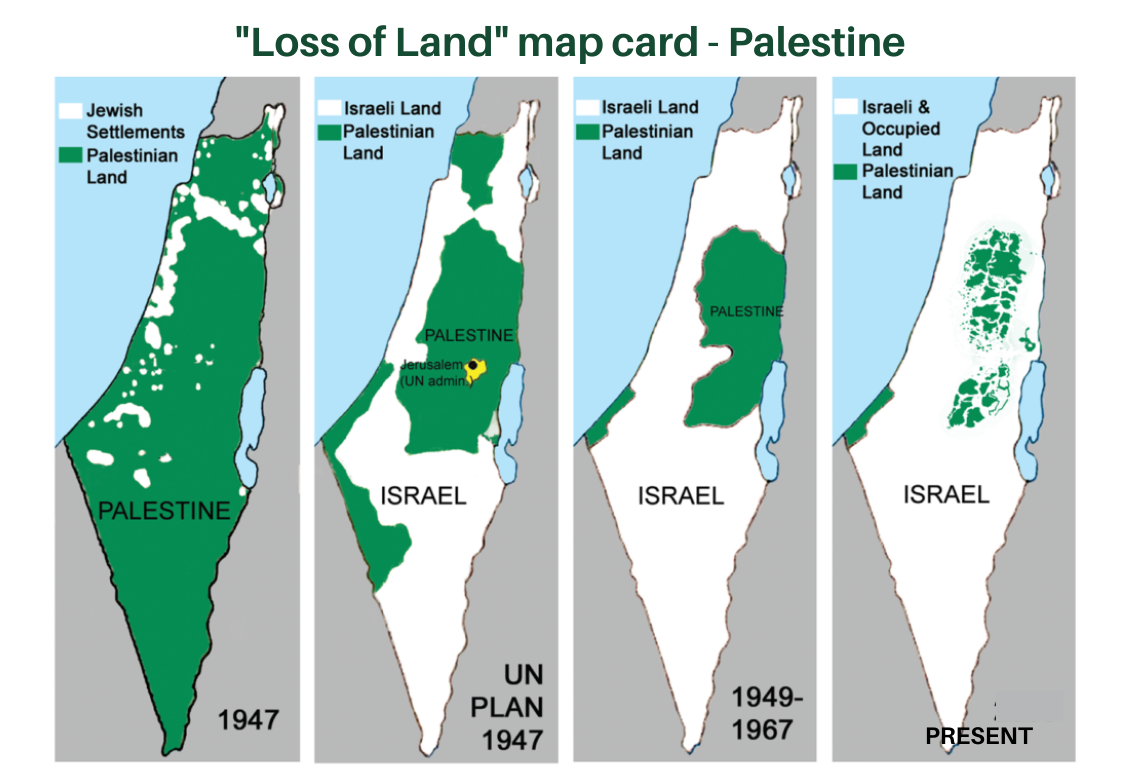 "Loss of Land" map card - Palestine
Jewish
Settlements
Palestinian
Land
PALESTINE
1947
Israeli Land
Palestinian
Land
PALESTINE
Jerusalem
(UN admin.)
ISRAEL
UN
PLAN
1947
Israeli Land
Palestinian
Land
PALESTINE
ISRAEL
1949-
1967
Israeli &
Occupied
Land
Palestinian
Land
ISRAEL
PRESENT